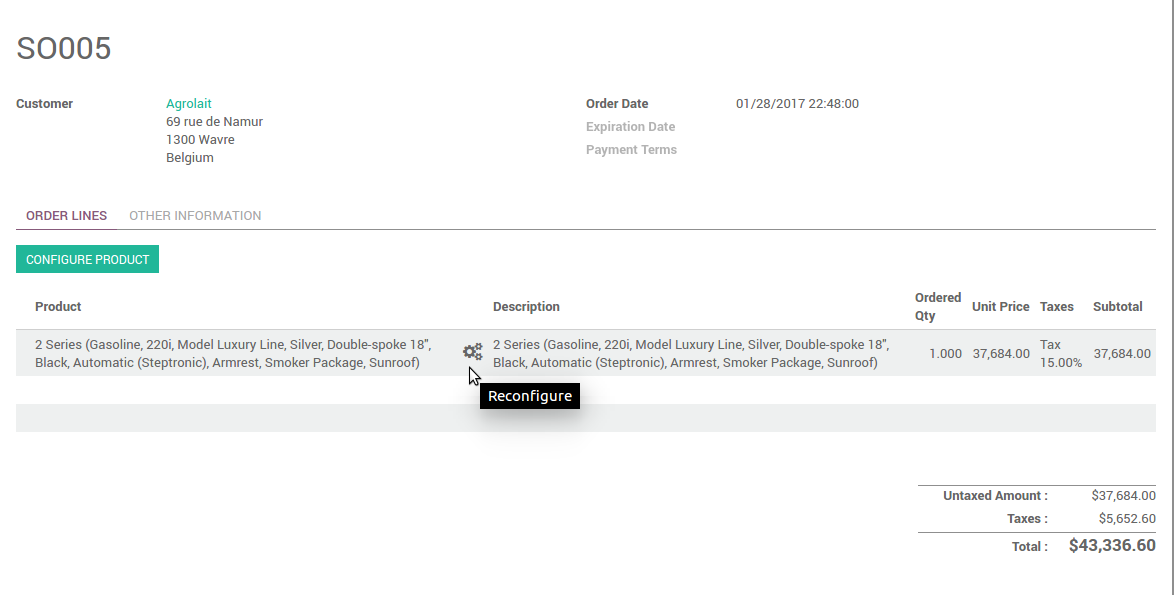 SO005
Customer
Agrolait
69 rue de Namur
1300 Wavre
Belgium
Order Date 01/28/2017 22:48:00
Expiration Date
Payment Terms
ORDER LINES OTHER INFORMATION
CONFIGURE PRODUCT
Product Description Ordered Qty Unit Price Taxes Subtotal
2 Series (Gasoline, 220i, Model Luxury Line, Silver, Double-spoke 18",
Black, Automatic (Steptronic), Armrest, Smoker Package, Sunroof)
2 Series (Gasoline, 220i, Model Luxury Line, Silver, Double-spoke 18",
Black, Automatic (Steptronic), Armrest, Smoker Package, Sunroof)
1.000 37,684.00 Tax 15.00% 37,684.00
Reconfigure
Untaxed Amount : $37,684.00
Taxes : $5,652.60
Total : $43,336.60